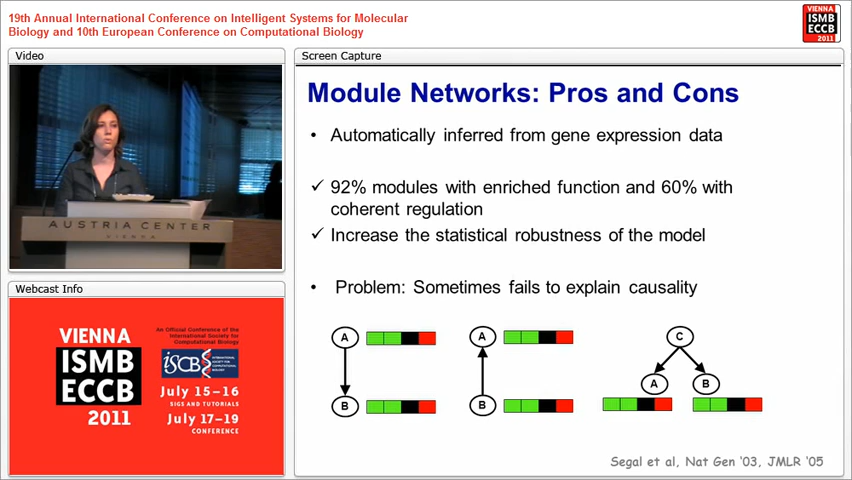 19th Annual International Conference on Intelligent Systems for Molecular
Biology and 10th European Conference on Computational Biology
VIENNA
ISMB
ECCB
2011
Video
Screen Capture
AUSTRIA CENTER
VIENNA
Module Networks: Pros and Cons
• Automatically inferred from gene expression data
✓ 92% modules with enriched function and 60% with
coherent regulation
✓ Increase the statistical robustness of the model
• Problem: Sometimes fails to explain causality
A
B
A
B
C
A
B
Segal et al, Nat Gen '03, JMLR '05
Webcast Info
VIENNA
ISMB
ECCB
2011
An Official Conference of the
International Society for
Computational Biology
ISCB
INTERNATIONAL
SOCIETY FOR
COMPUTATIONAL
BIOLOGY
July 15–16
SIGS AND TUTORIALS
July 17–19
CONFERENCE